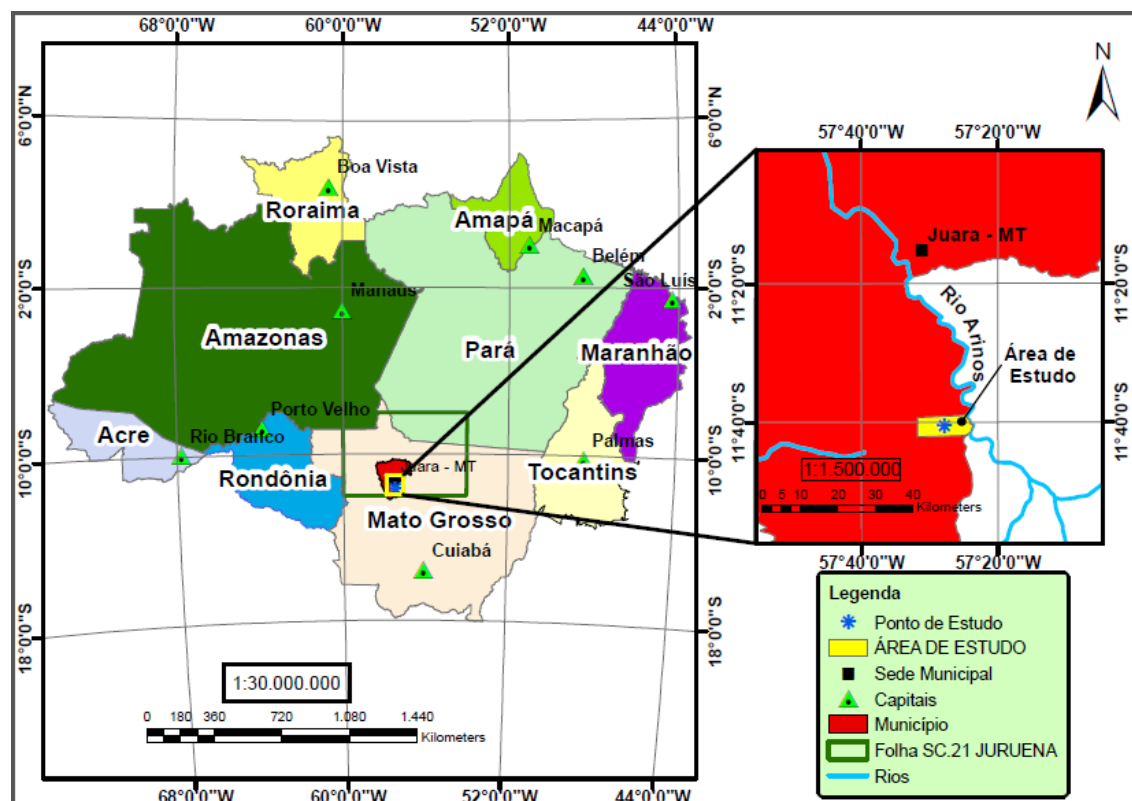 68°0'0"W 60°0'0"W 52°0'0"W 44°0'0"W
N
6°0'0"N
6°0'0"N
57°40'0"W 57°20'0"W
Boa Vista
Roraima
Amapá
Macapá
Belém
São Luís
2°0'0"S
2°0'0"S
Manaus
Amazonas
Pará
Maranhão
Juara - MT
11°20'0"S
11°20'0"S
Rio Arinos
Área de
Estudo
11°40'0"S
11°40'0"S
1:1.500.000
0 5 10 20 30 40
Kilometers
57°40'0"W 57°20'0"W
Porto Velho
Acre
Rio Branco
Rondônia
Palmas
Tocantins
10°0'0"S
10°0'0"S
Juara - MT
Mato Grosso
Cuiabá
18°0'0"S
18°0'0"S
1:30.000.000
0 180 360 720 1.080 1.440
Kilometers
68°0'0"W 60°0'0"W 52°0'0"W 44°0'0"W
Legenda
Ponto de Estudo
ÁREA DE ESTUDO
Sede Municipal
Capitais
Município
Folha SC.21 JURUENA
Rios